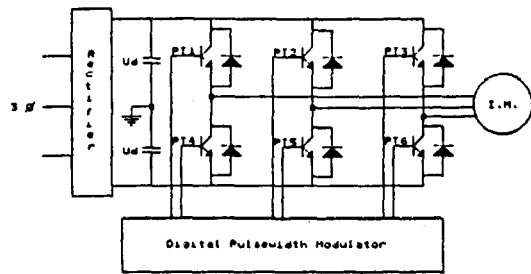 Rectifier
3 Ø
Ud
Ud
PT1
PT2
PT3
PT4
PT5
PT6
I.M.
Digital Pulsewidth Modulator